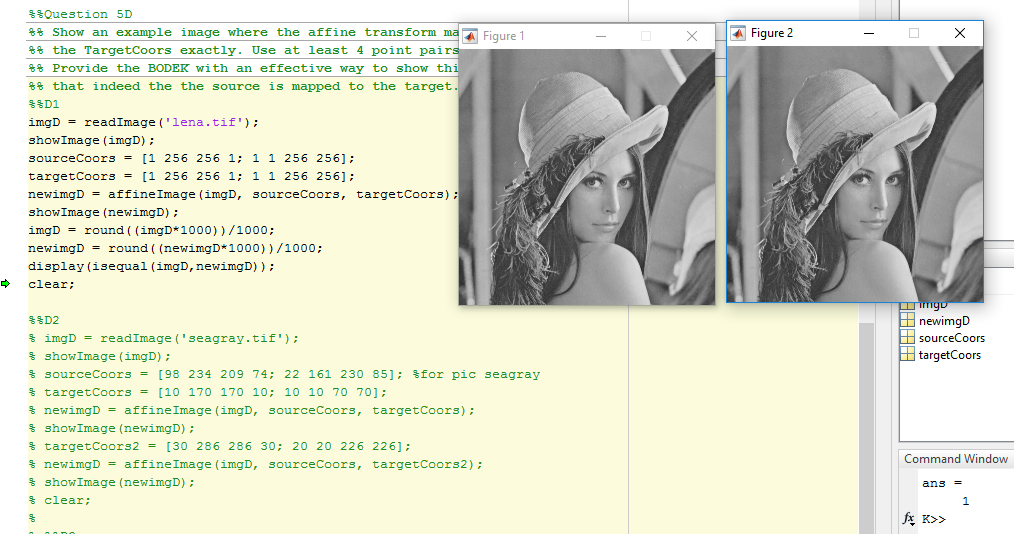 %%Question 5D
%% Show an example image where the affine transform ma
%% the TargetCoors exactly. Use at least 4 point pairs
%% Provide the BODEK with an effective way to show thi
%% that indeed the the source is mapped to the target.
%%D1
imgD = readImage('lena.tif');
showImage(imgD);
sourceCoors = [1 256 256 1; 1 1 256 256];
targetCoors = [1 256 256 1; 1 1 256 256];
newimgD = affineImage(imgD, sourceCoors, targetCoors);
showImage(newimgD);
imgD = round((imgD*1000))/1000;
newimgD = round((newimgD*1000))/1000;
display(isequal(imgD,newimgD));
clear;
%%D2
% imgD = readImage('seagray.tif');
% showImage(imgD);
% sourceCoors = [98 234 209 74; 22 161 230 85]; %for pic seagray
% targetCoors = [10 170 170 10; 10 10 70 70];
% newimgD = affineImage(imgD, sourceCoors, targetCoors);
% showImage(newimgD);
% targetCoors2 = [30 286 286 30; 20 20 226 226];
% newimgD = affineImage(imgD, sourceCoors, targetCoors2);
% showImage(newimgD);
% clear;
%
Figure 1
Figure 2
imgD
newimgD
sourceCoors
targetCoors
Command Window
ans =
1
fx K>>